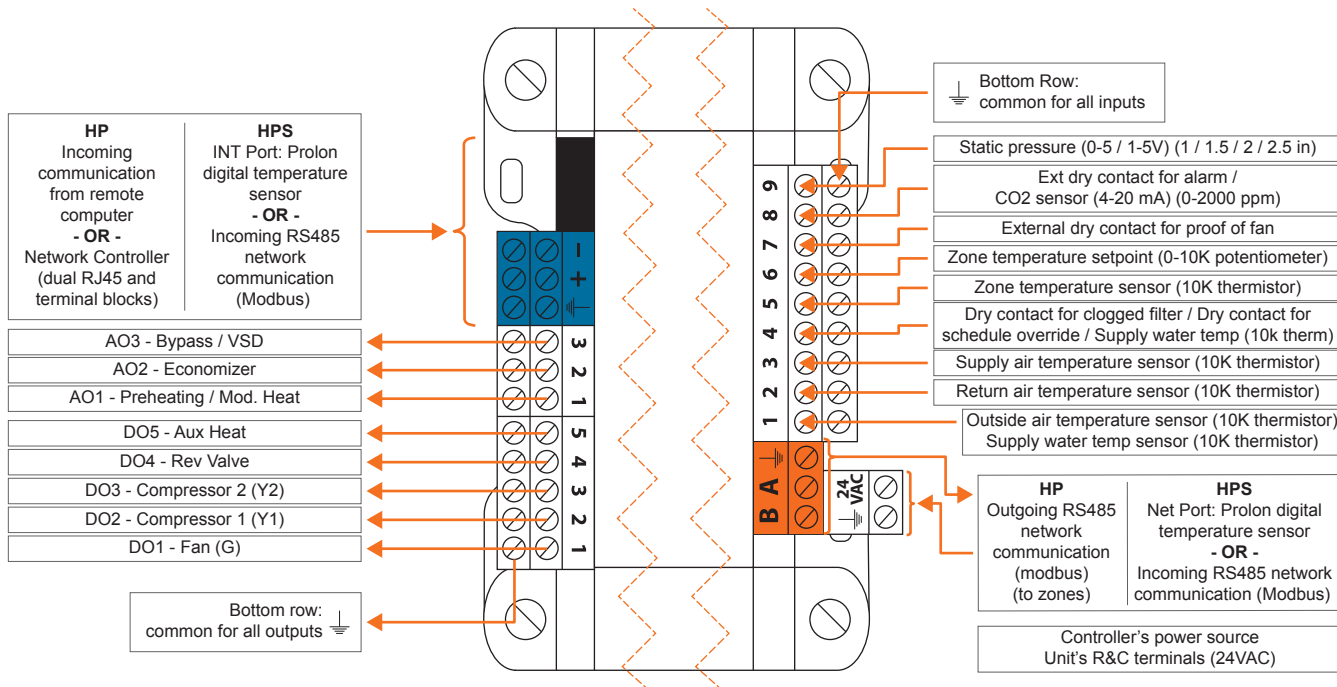 HP
Incoming
communication
from remote
computer
- OR -
Network Controller
(dual RJ45 and
terminal blocks)
HPS
INT Port: Prolon
digital temperature
sensor
- OR -
Incoming RS485
network
communication
(Modbus)
AO3 - Bypass / VSD
AO2 - Economizer
AO1 - Preheating / Mod. Heat
DO5 - Aux Heat
DO4 - Rev Valve
DO3 - Compressor 2 (Y2)
DO2 - Compressor 1 (Y1)
DO1 - Fan (G)
Bottom row:
common for all outputs
-
+
3
2
1
5
4
3
2
1
9
8
7
6
5
4
3
2
1
A
B
24
VAC
Bottom Row:
common for all inputs
Static pressure (0-5 / 1-5V) (1 / 1.5 / 2 / 2.5 in)
Ext dry contact for alarm /
CO2 sensor (4-20 mA) (0-2000 ppm)
External dry contact for proof of fan
Zone temperature setpoint (0-10K potentiometer)
Zone temperature sensor (10K thermistor)
Dry contact for clogged filter / Dry contact for
schedule override / Supply water temp (10k therm)
Supply air temperature sensor (10K thermistor)
Return air temperature sensor (10K thermistor)
Outside air temperature sensor (10K thermistor)
Supply water temp sensor (10K thermistor)
HP
Outgoing RS485
network
communication
(modbus)
(to zones)
HPS
Net Port: Prolon digital
temperature sensor
- OR -
Incoming RS485 network
communication (Modbus)
Controller's power source
Unit's R&C terminals (24VAC)